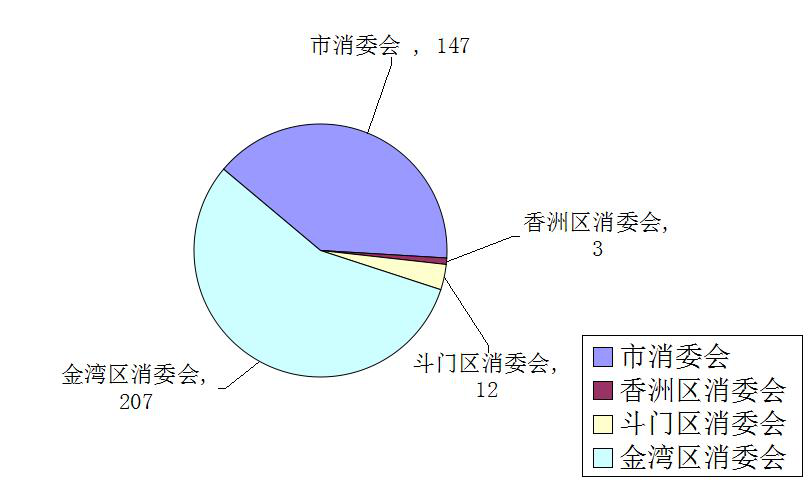 市消委会 , 147
香洲区消委会,
3
斗门区消委会,
12
金湾区消委会,
207
市消委会
香洲区消委会
斗门区消委会
金湾区消委会